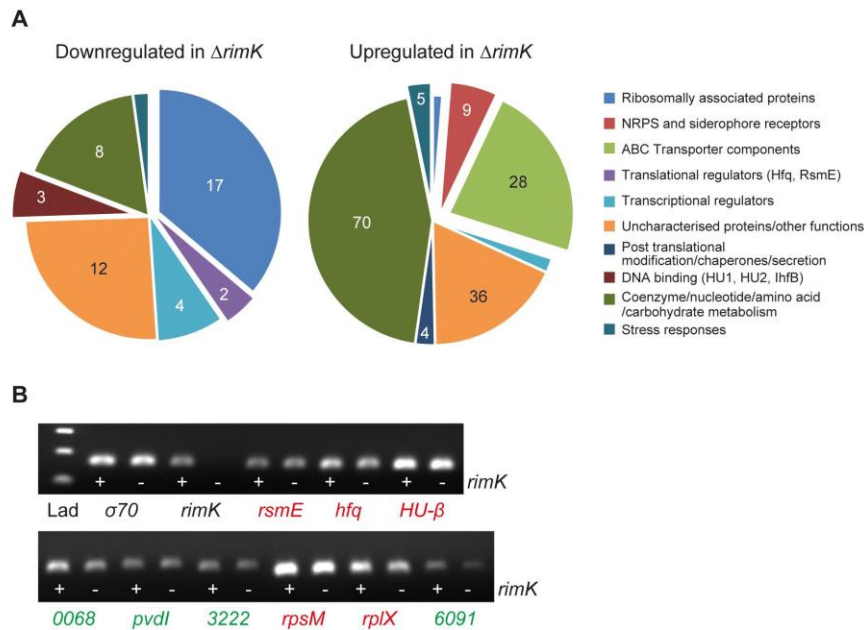 A
Downregulated in ΔrimK
Upregulated in ΔrimK
17
2
4
12
3
8
5
9
28
36
4
70
Ribosomally associated proteins
NRPS and siderophore receptors
ABC Transporter components
Translational regulators (Hfq, RsmE)
Transcriptional regulators
Uncharacterised proteins/other functions
Post translational
modification/chaperones/secretion
DNA binding (HU1, HU2, IhfB)
Coenzyme/nucleotide/amino acid
/carbohydrate metabolism
Stress responses
B
+ - + - + - + - + - rimK
Lad σ70 rimK rsmE hfq HU-β
+ - + - + - + - + - + - rimK
0068 pvdI 3222 rpsM rplX 6091